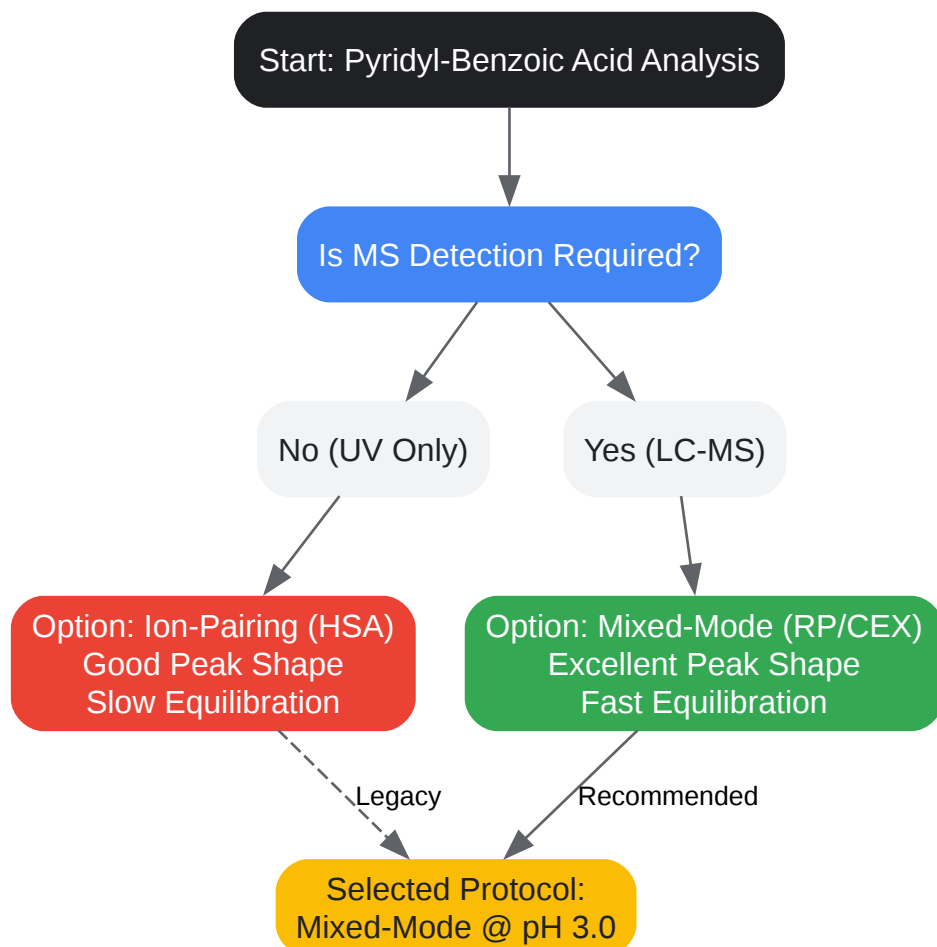 Start: Pyridyl-Benzoic Acid Analysis
Is MS Detection Required?
No (UV Only)
Yes (LC-MS)
Option: Ion-Pairing (HSA)
Good Peak Shape
Slow Equilibration
Option: Mixed-Mode (RP/CEX)
Excellent Peak Shape
Fast Equilibration
Legacy
Recommended
Selected Protocol:
Mixed-Mode @ pH 3.0